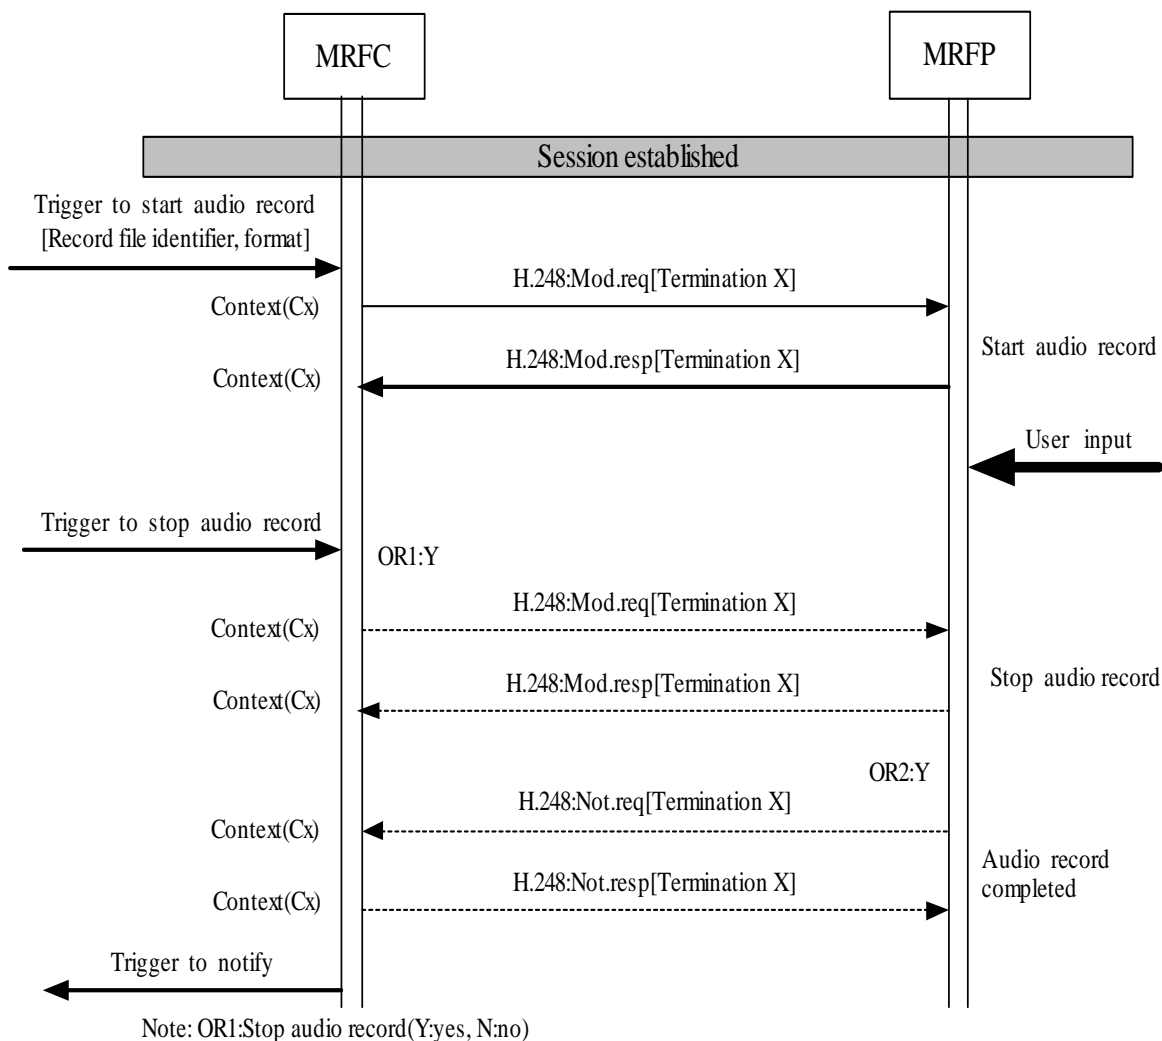 MRFC
MRFP
Session established
Trigger to start audio record
[Record file identifier, format]
H.248:Mod.req[Termination X]
Context(Cx)
Start audio record
H.248:Mod.resp[Termination X]
Context(Cx)
User input
Trigger to stop audio record
OR1:Y
H.248:Mod.req[Termination X]
Context(Cx)
Stop audio record
H.248:Mod.resp[Termination X]
Context(Cx)
OR2:Y
H.248:Not.req[Termination X]
Context(Cx)
Audio record
completed
H.248:Not.resp[Termination X]
Context(Cx)
Trigger to notify
Note: OR1:Stop audio record(Y:yes, N:no)